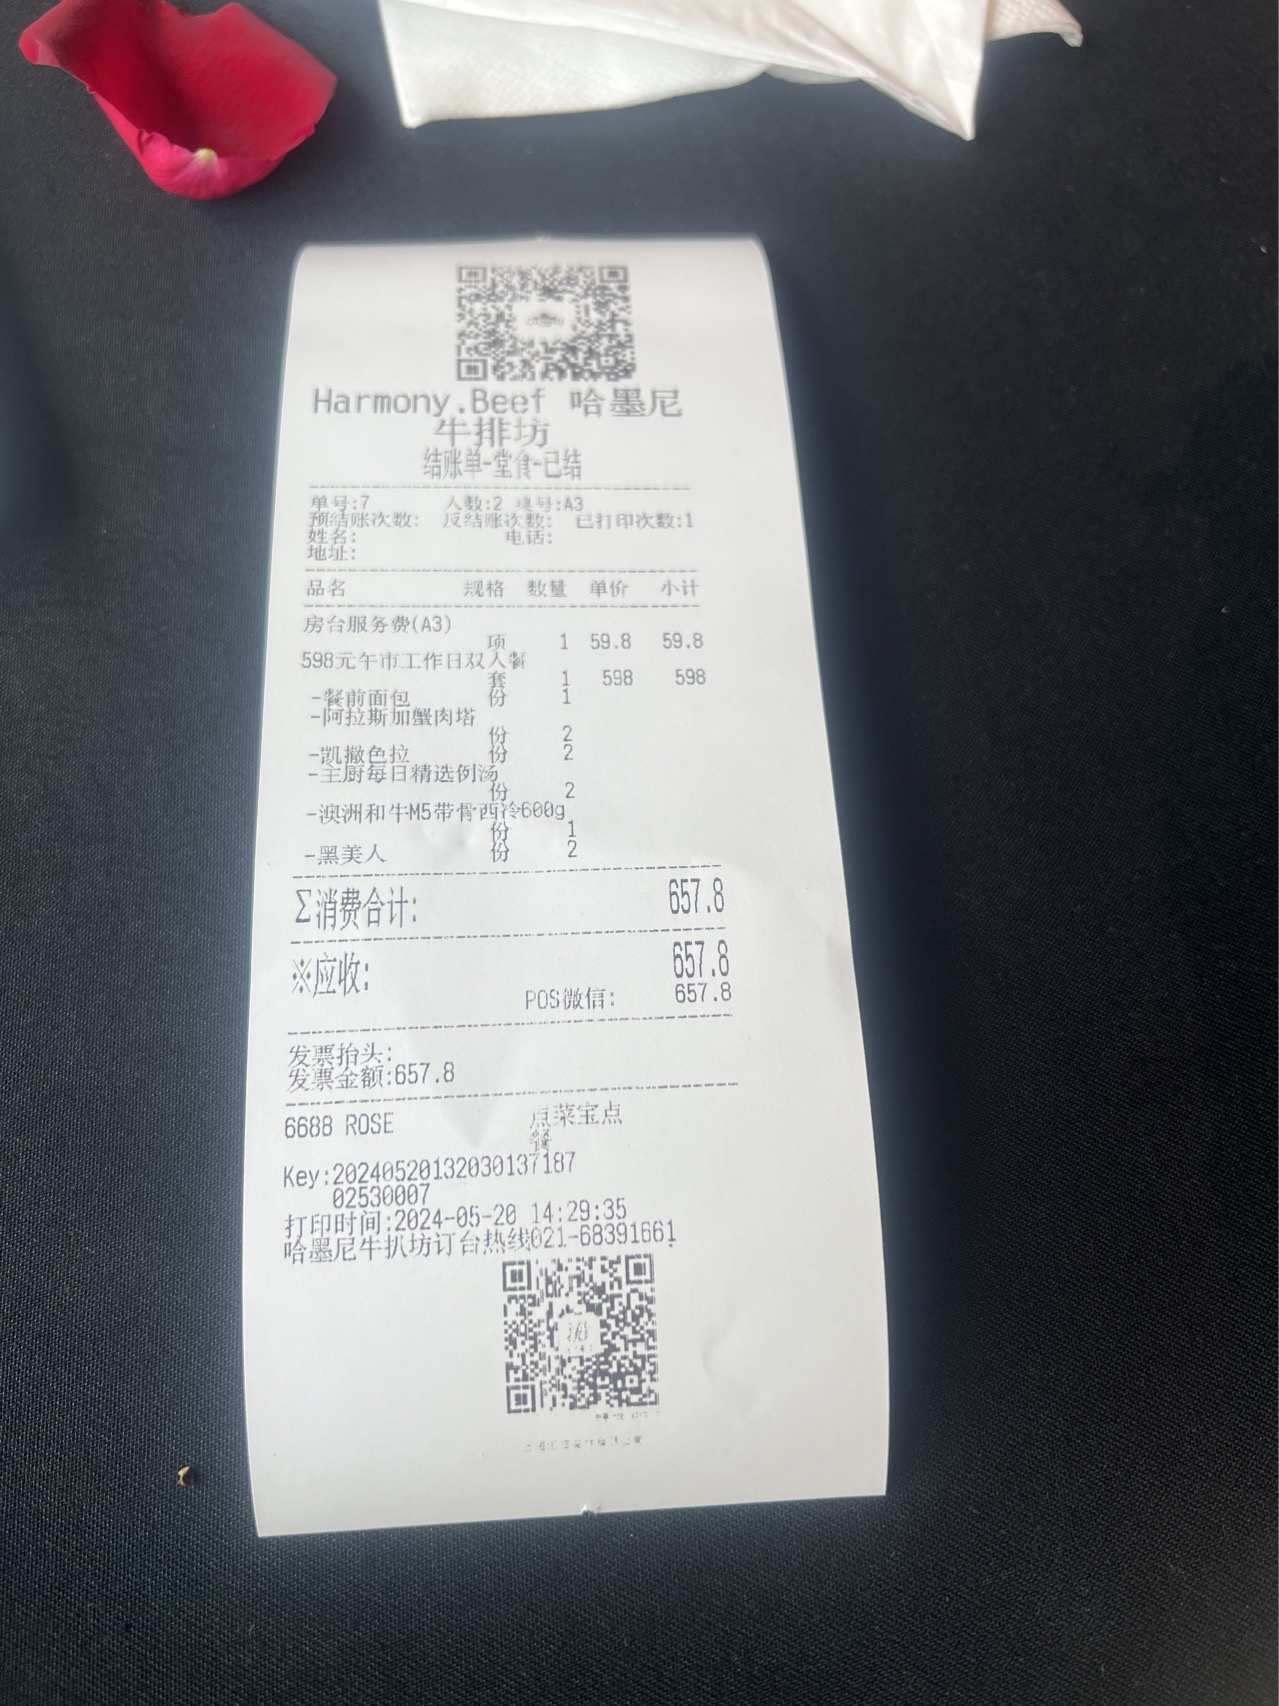 Harmony.Beef 哈墨尼
牛排坊
结账单-堂食-已结
单号:7 人数:2 桌号:A3
预结账次数: 反结账次数: 已打印次数:1
姓名: 电话:
地址:
品名 规格 数量 单价 小计
房台服务费(A3)
项 1 59.8 59.8
598元午市工作日双人餐
套 1 598 598
-餐前面包 份 1
-阿拉斯加蟹肉塔
份 2
-凯撒色拉 份 2
-主厨每日精选例汤
份 2
-澳洲和牛M5带骨西冷600g
份 1
-黑美人 份 2
Σ消费合计: 657.8
※应收: 657.8
POS微信: 657.8
发票抬头:
发票金额:657.8
6688 ROSE 点菜宝点
餐
Key:20240520132030137187
02530007
打印时间:2024-05-20 14:29:35
哈墨尼牛扒坊订台热线021-68391661